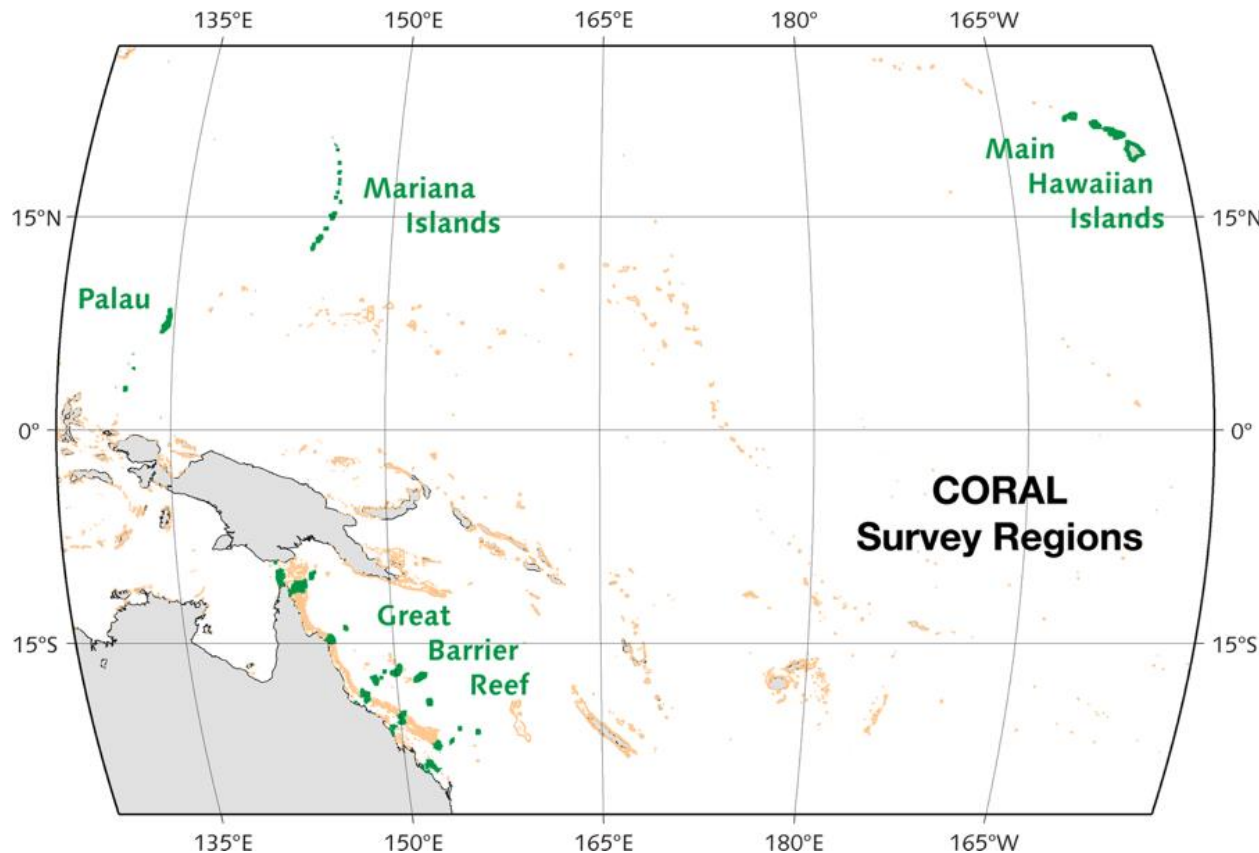 135°E 150°E 165°E 180° 165°W
Main
Hawaiian
Islands
Mariana
Islands
15°N 15°N
Palau
0° 0°
CORAL
Survey Regions
Great
Barrier
Reef
15°S 15°S
135°E 150°E 165°E 180° 165°W